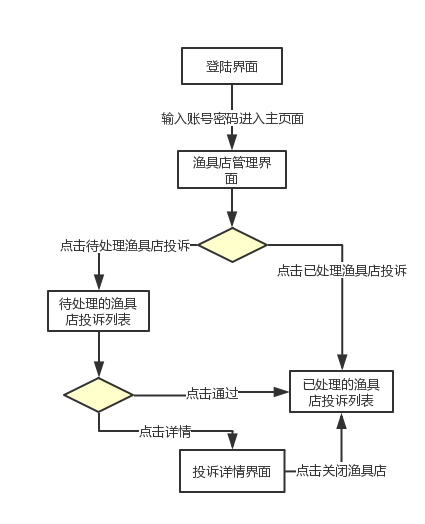 登陆界面
输入账号密码进入主页面
渔具店管理界
面
点击待处理渔具店投诉
点击已处理渔具店投诉
待处理的渔具
店投诉列表
点击通过
已处理的渔具
店投诉列表
点击详情
投诉详情界面
点击关闭渔具店